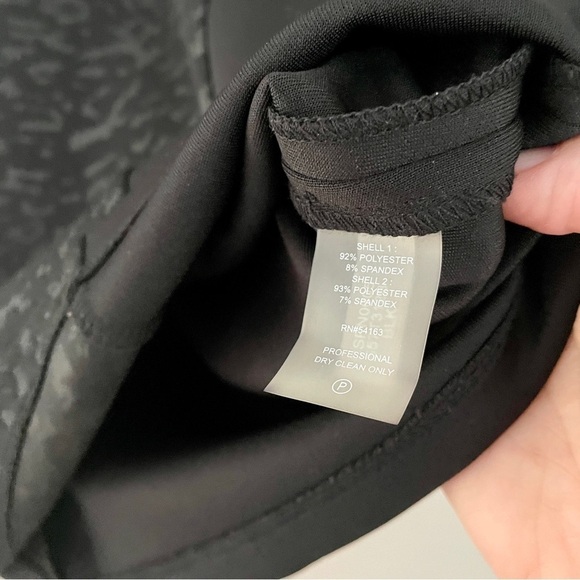 SHELL 1 :
92% POLYESTER
8% SPANDEX
SHELL 2 :
93% POLYESTER
7% SPANDEX
RN#54163
PROFESSIONAL
DRY CLEAN ONLY
P